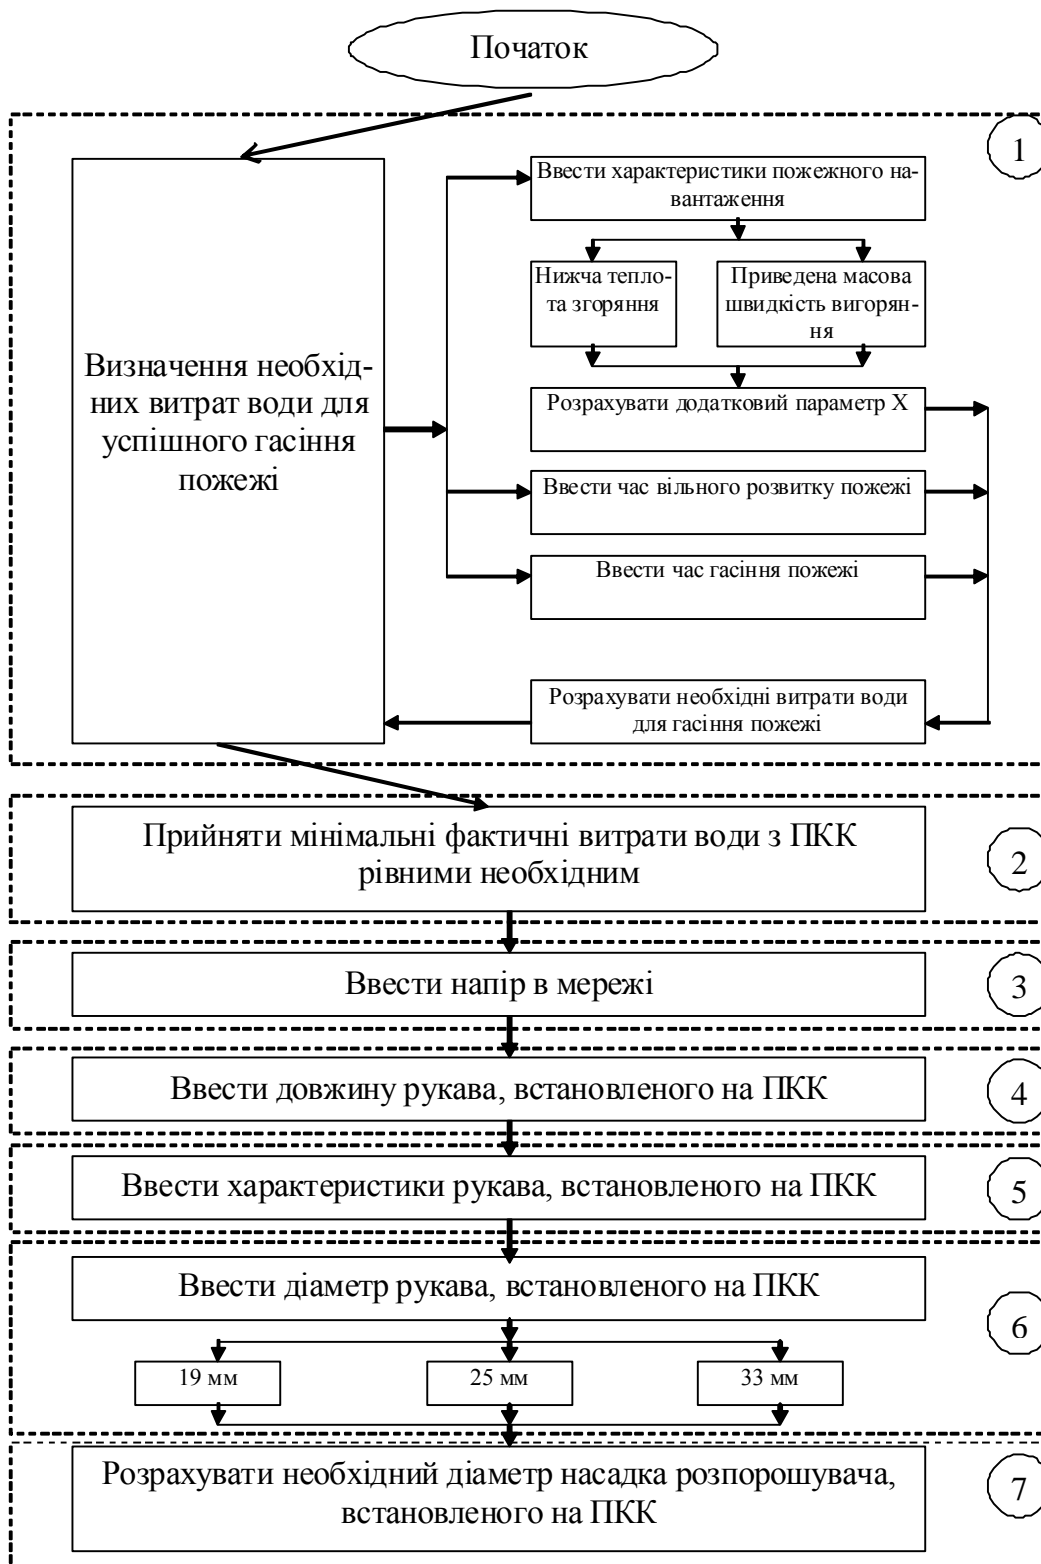 Початок
1
Ввести характеристики пожежного на-
вантаження
Нижча тепло-
та згоряння
Приведена масова
швидкість вигорян-
ня
Визначення необхід-
них витрат води для
успішного гасіння
пожежі
Розрахувати додатковий параметр X
Ввести час вільного розвитку пожежі
Ввести час гасіння пожежі
Розрахувати необхідні витрати води
для гасіння пожежі
Прийняти мінімальні фактичні витрати води з ПКК
рівними необхідним
2
Ввести напір в мережі
3
Ввести довжину рукава, встановленого на ПКК
4
Ввести характеристики рукава, встановленого на ПКК
5
Ввести діаметр рукава, встановленого на ПКК
6
19 мм
25 мм
33 мм
Розрахувати необхідний діаметр насадка розпорошувача,
встановленого на ПКК
7